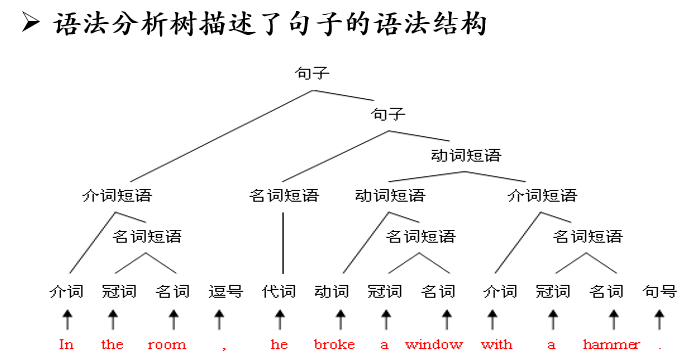 ➢ 语法分析树描述了句子的语法结构
句子
句子
动词短语
介词短语 名词短语 动词短语 介词短语
名词短语 名词短语 名词短语
介词 冠词 名词 逗号 代词 动词 冠词 名词 介词 冠词 名词 句号
In the room , he broke a window with a hammer .